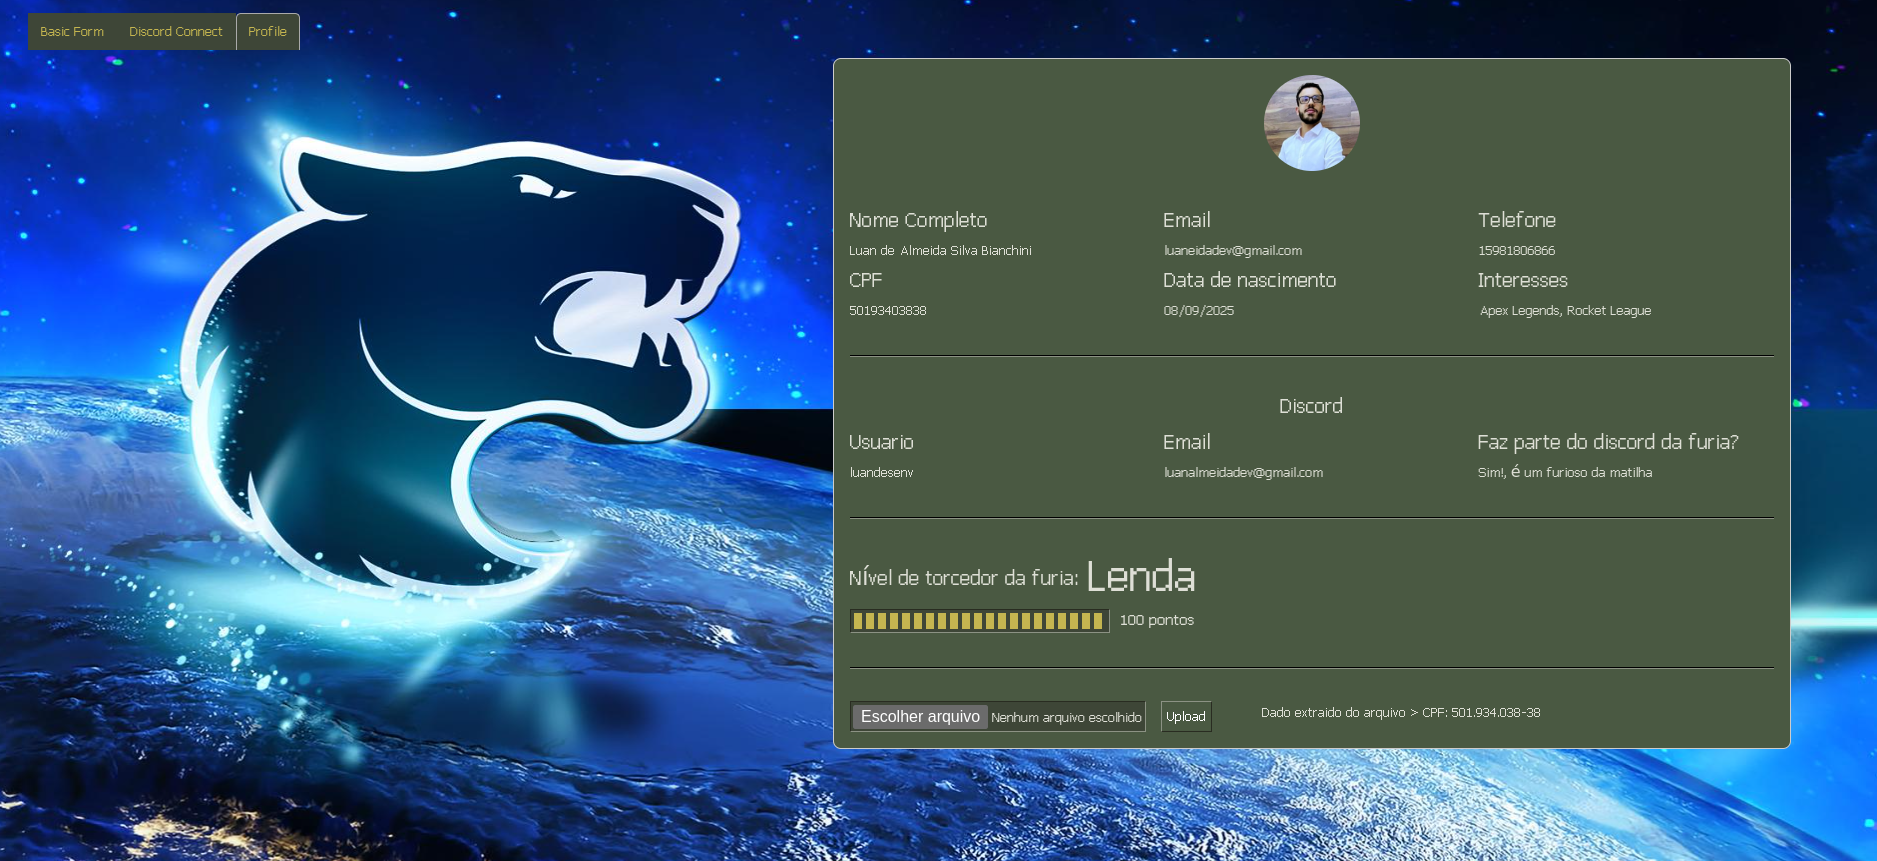 Basic Form Discord Connect Profile
Nome Completo Email Telefone
Luan de Almeida Silva Bianchini luaneidadev@gmail.com 15981806866
CPF Data de nascimento Interesses
50193403838 08/09/2025 Apex Legends, Rocket League
Discord
Usuario Email Faz parte do discord da furia?
luandesenv luanalmeidadev@gmail.com Sim!, é um furioso da matilha
Nível de torcedor da furia: Lenda
100 pontos
Escolher arquivo Nenhum arquivo escolhido Upload Dado extraido do arquivo > CPF: 501.934.038-38